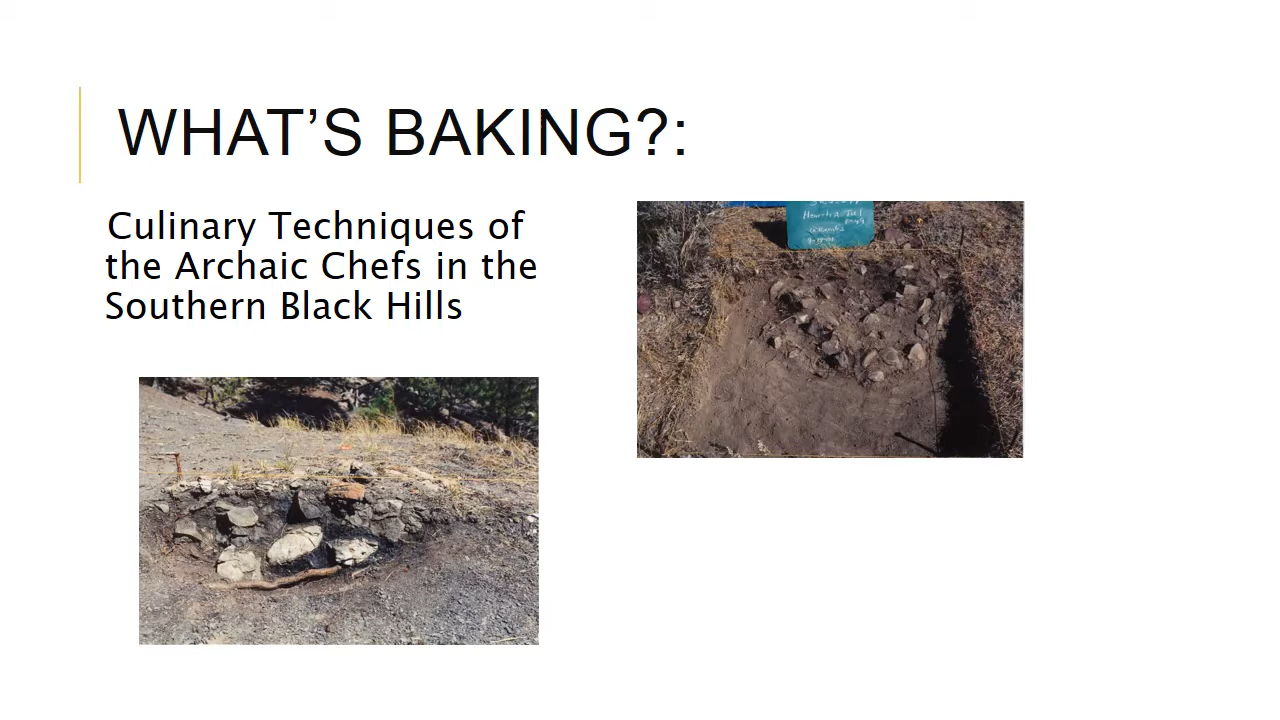 WHAT'S BAKING?:
Culinary Techniques of
the Archaic Chefs in the
Southern Black Hills